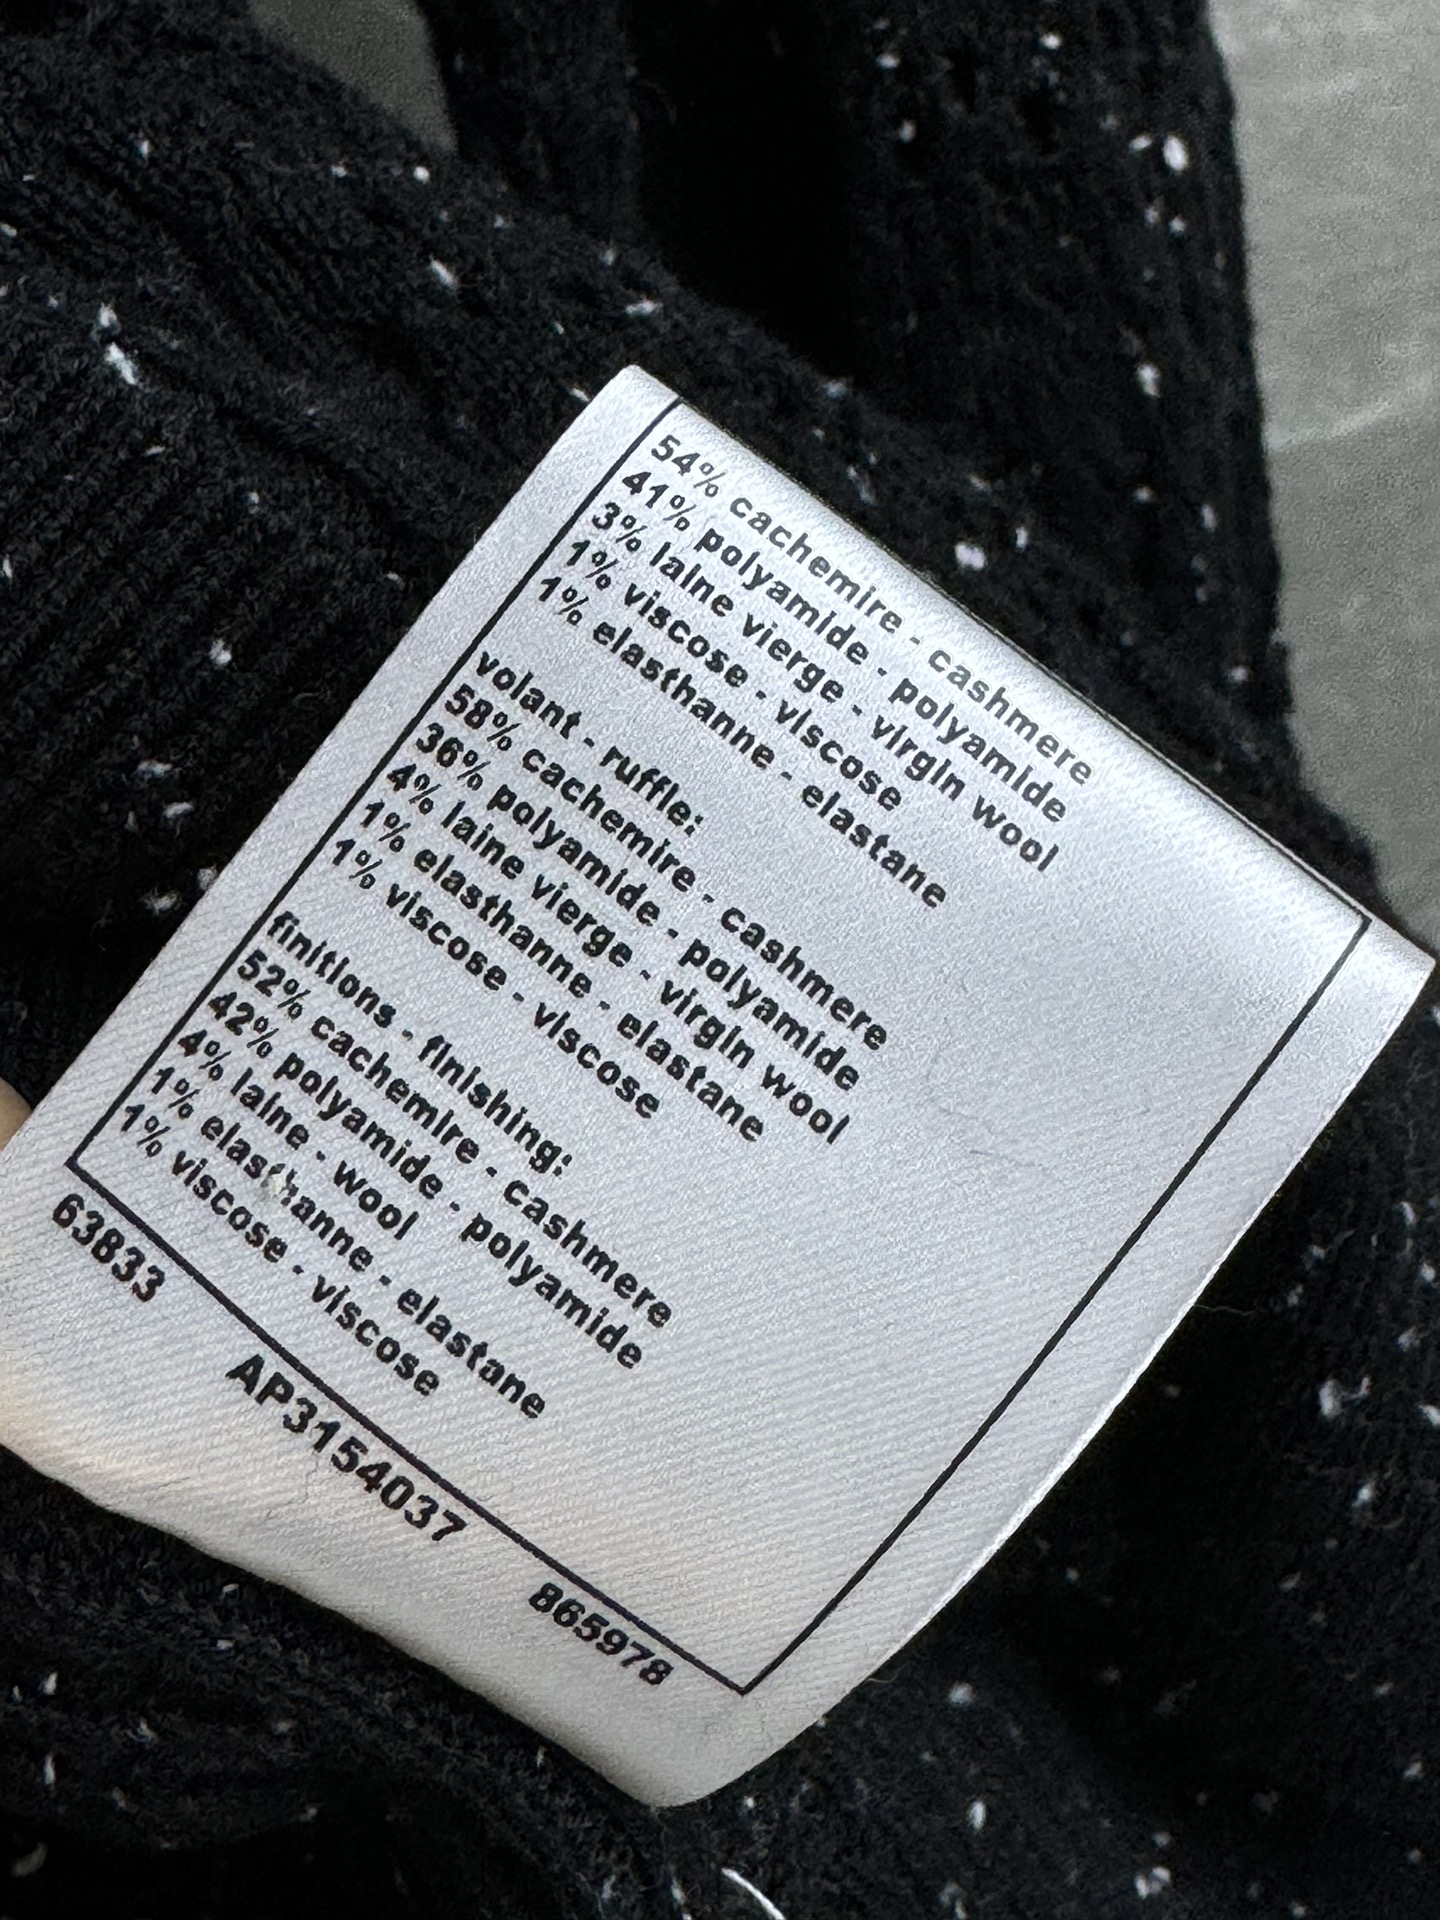 54% cachemire - cashmere
41% polyamide - polyamide
3% laine vierge - virgin wool
1% viscose - viscose
1% elasthanne - elastane
volant - ruffle:
58% cachemire - cashmere
36% polyamide - polyamide
4% laine vierge - virgin wool
1% elasthanne - elastane
1% viscose - viscose
finitions - finishing:
52% cachemire - cashmere
42% polyamide - polyamide
4% laine - wool
1% elasthanne - elastane
1% viscose - viscose
63833 AP3154037 865978